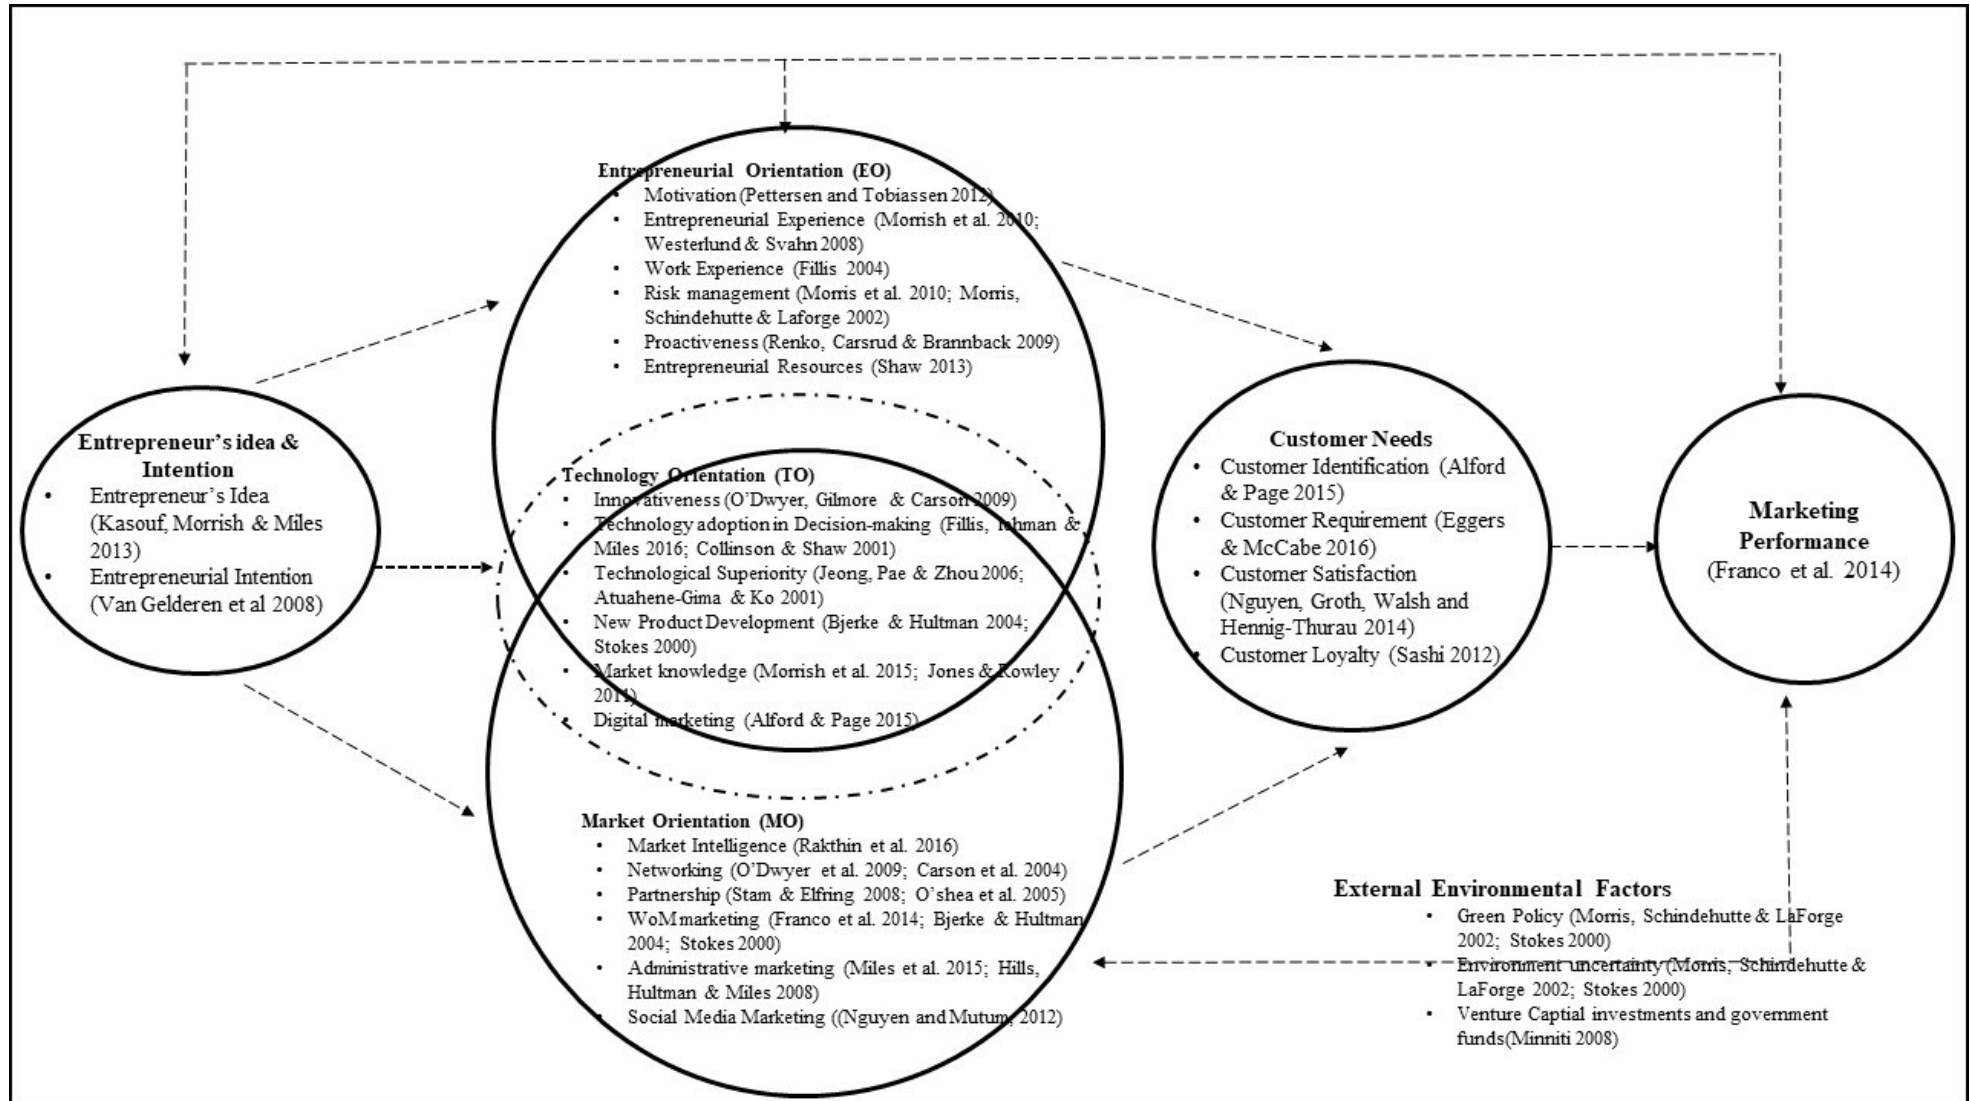 Entrepreneurial Orientation (EO)
• Motivation (Pettersen and Tobiassen 2012)
• Entrepreneurial Experience (Morrish et al. 2010;
Westerlund & Svahn 2008)
• Work Experience (Fillis 2004)
• Risk management (Morris et al. 2010; Morris,
Schindehutte & Laforge 2002)
• Proactiveness (Renko, Carsrud & Brannback 2009)
• Entrepreneurial Resources (Shaw 2013)
Entrepreneur's idea &
Intention
• Entrepreneur's Idea
(Kasouf, Morrish & Miles
2013)
• Entrepreneurial Intention
(Van Gelderen et al 2008)
Technology Orientation (TO)
• Innovativeness (O'Dwyer, Gilmore & Carson 2009)
• Technology adoption in Decision-making (Fillis, &
Miles 2016; Collinson & Shaw 2001)
• Technological Superiority (Jeong, Pae & Zhou 2006;
Atuahene-Gima & Ko 2001)
• New Product Development (Bjerke & Hultman 2004;
Stokes 2000)
• Market knowledge (Morrish et al. 2015; Jones & Rowley
2011)
• Digital marketing (Alford & Page 2015)
Market Orientation (MO)
• Market Intelligence (Rakthin et al. 2016)
• Networking (O'Dwyer et al. 2009; Carson et al. 2004)
• Partnership (Stam & Elfring 2008; O'shea et al. 2005)
• WoM marketing (Franco et al. 2014; Bjerke & Hultman
2004; Stokes 2000)
• Administrative marketing (Miles et al. 2015; Hills,
Hultman & Miles 2008)
• Social Media Marketing ((Nguyen and Mutum, 2012)
Customer Needs
• Customer Identification (Alford
& Page 2015)
• Customer Requirement (Eggers
& McCabe 2016)
• Customer Satisfaction
(Nguyen, Groth, Walsh and
Hennig-Thurau 2014)
• Customer Loyalty (Sashi 2012)
Marketing
Performance
(Franco et al. 2014)
External Environmental Factors
• Green Policy (Morris, Schindehutte & LaForge
2002; Stokes 2000)
• Environment uncertainty (Morris, Schindehutte &
LaForge 2002; Stokes 2000)
• Venture Captial investments and government
funds(Minniti 2008)